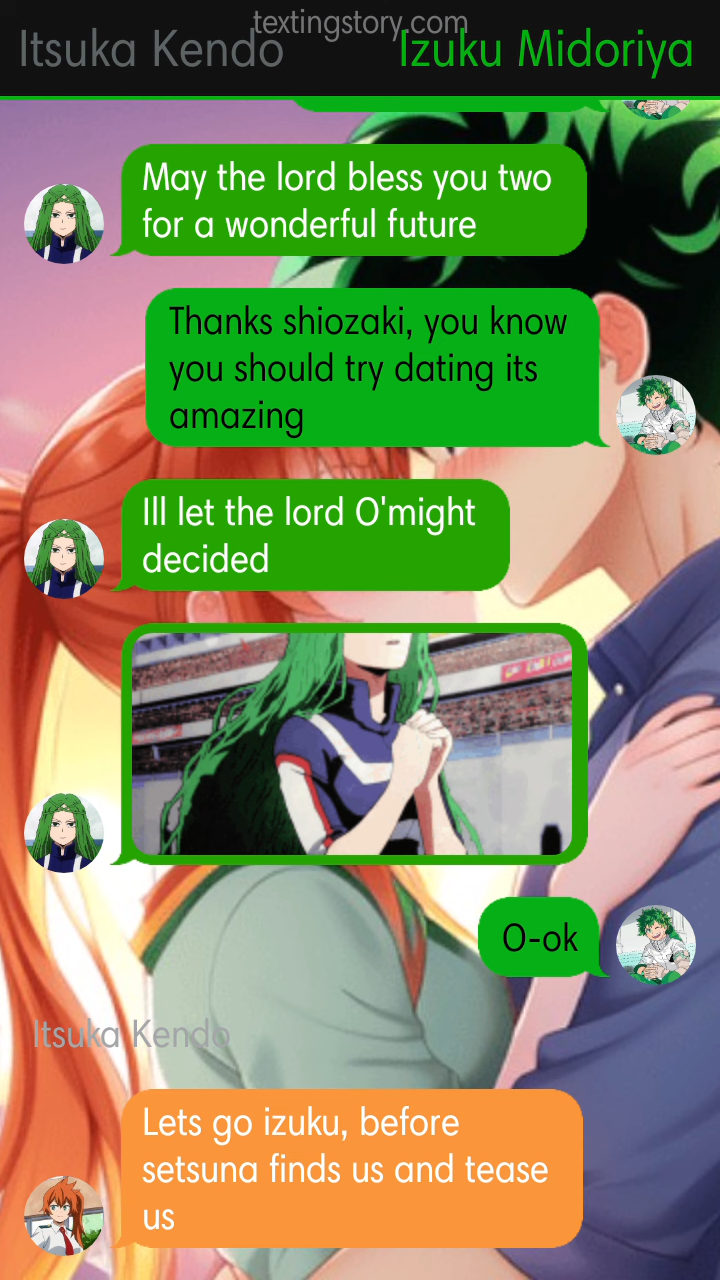 textingstory.com
Itsuka Kendo
Izuku Midoriya
May the lord bless you two
for a wonderful future
Thanks shiozaki, you know
you should try dating its
amazing
Ill let the lord O'might
decided
O-ok
Itsuka Kendo
Lets go izuku, before
setsuna finds us and tease
us